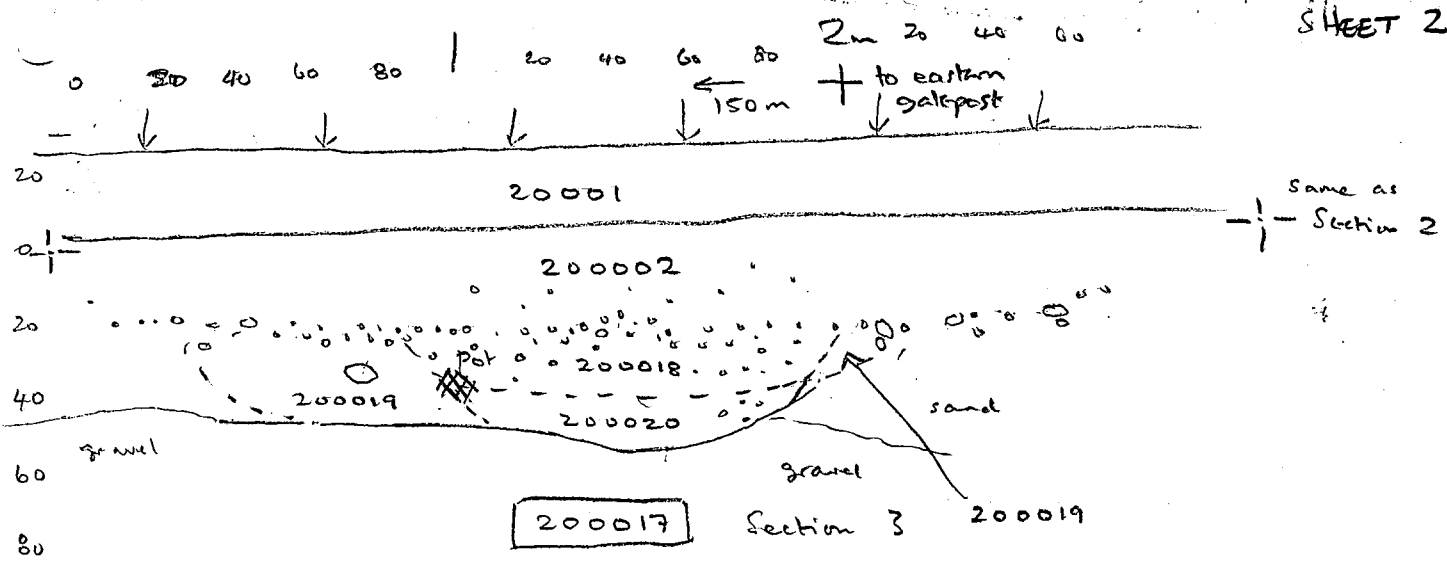 SHEET 2
0 20 40 60 80 1 20 40 60 80 2m 20 40 60
150m
to eastern
gatepost
20
20001
same as
Section 2
0
200002
20
pot
200018
40
200019
200020
sand
gravel
60
gravel
200017 Section 3 200019
80